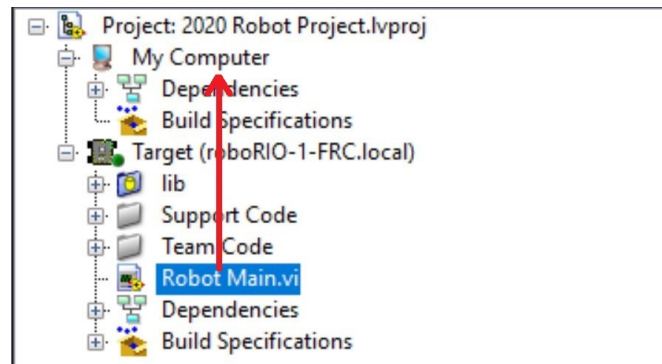 Project: 2020 Robot Project.lvproj
My Computer
Dependencies
Build Specifications
Target (roboRIO-1-FRC.local)
lib
Support Code
Team Code
Robot Main.vi
Dependencies
Build Specifications